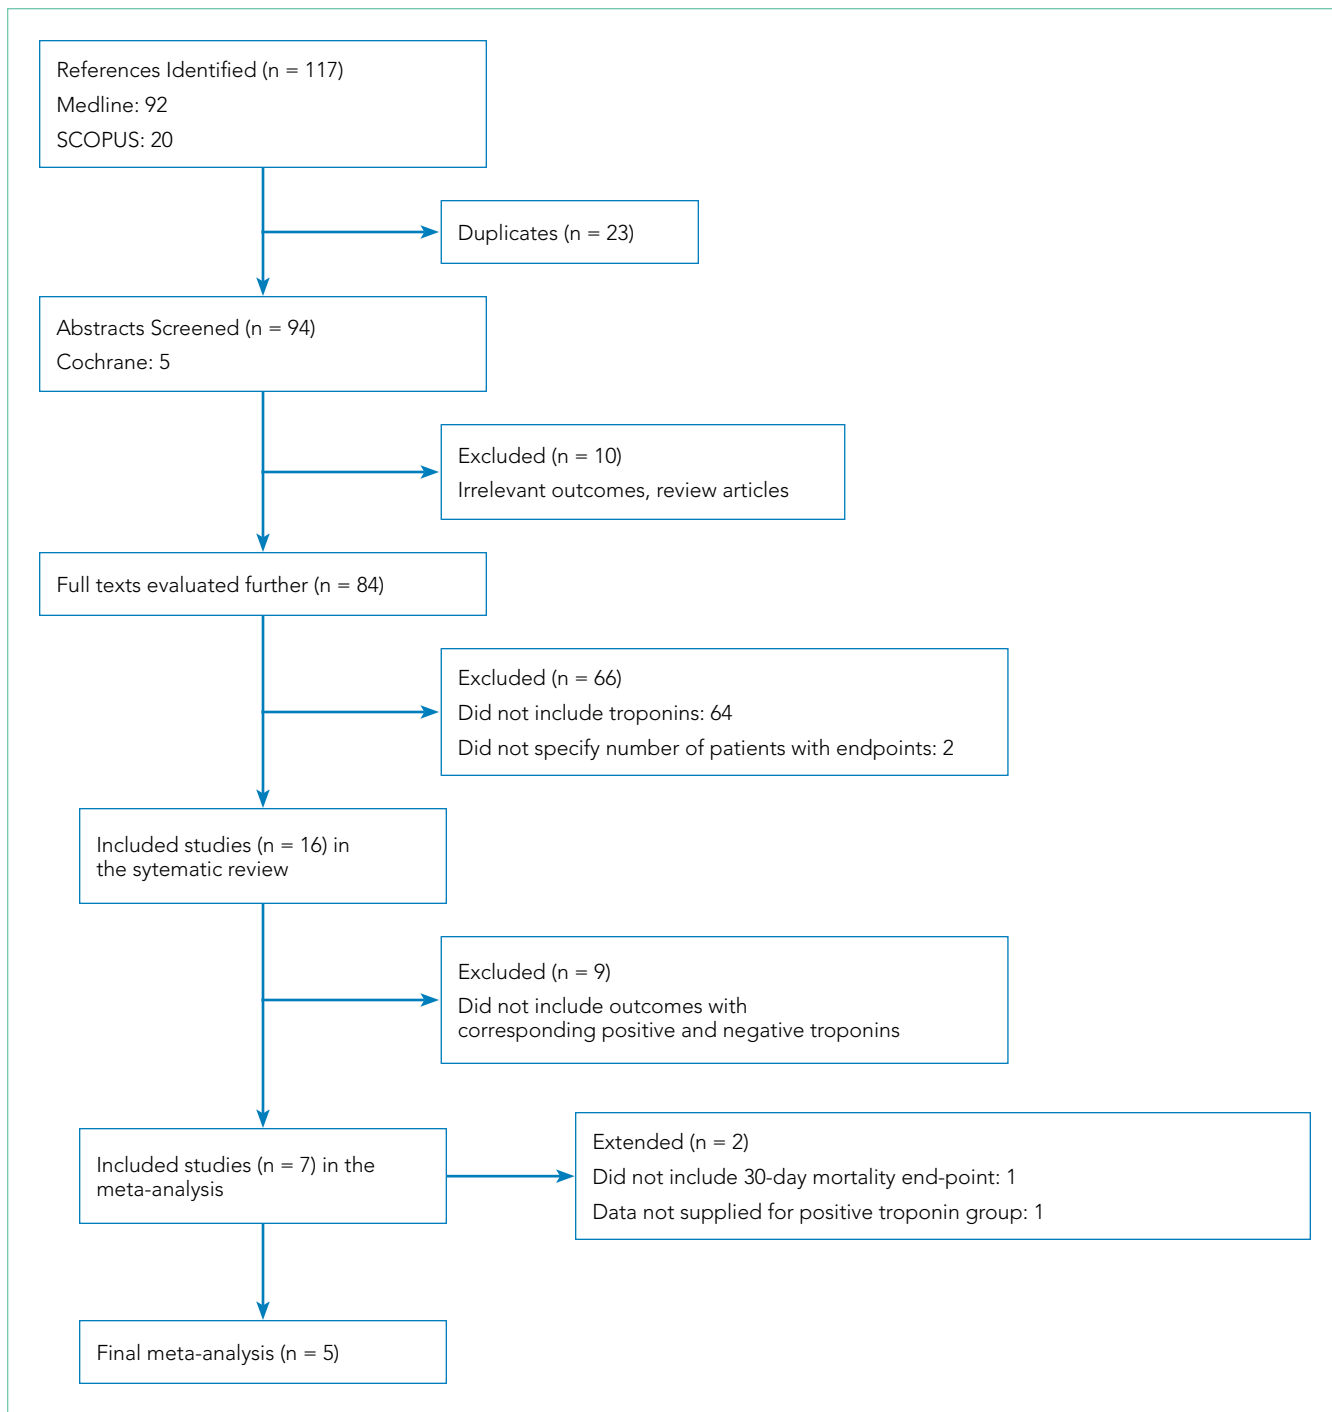 References Identified (n = 117)
Medline: 92
SCOPUS: 20
Duplicates (n = 23)
Abstracts Screened (n = 94)
Cochrane: 5
Excluded (n = 10)
Irrelevant outcomes, review articles
Full texts evaluated further (n = 84)
Excluded (n = 66)
Did not include troponins: 64
Did not specify number of patients with endpoints: 2
Included studies (n = 16) in
the sytematic review
Excluded (n = 9)
Did not include outcomes with
corresponding positive and negative troponins
Included studies (n = 7) in the
meta-analysis
Extended (n = 2)
Did not include 30-day mortality end-point: 1
Data not supplied for positive troponin group: 1
Final meta-analysis (n = 5)